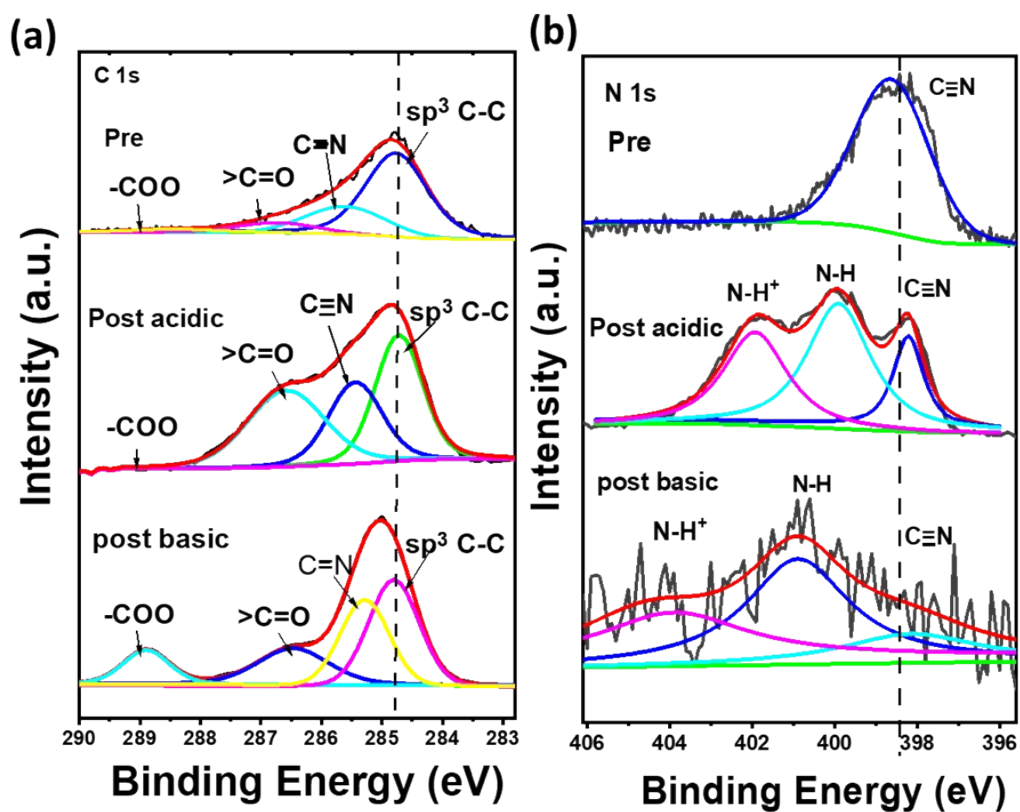 (a)
C 1s
Pre
-COO
>C=O
C≡N
sp³ C-C
Post acidic
-COO
>C=O
C≡N
sp³ C-C
post basic
-COO
>C=O
C=N
sp³ C-C
290 289 288 287 286 285 284 283
Binding Energy (eV)
Intensity (a.u.)
(b)
N 1s
Pre
C≡N
Post acidic
N-H⁺
N-H
C≡N
post basic
N-H⁺
N-H
C≡N
406 404 402 400 398 396
Binding Energy (eV)
Intensity (a.u.)